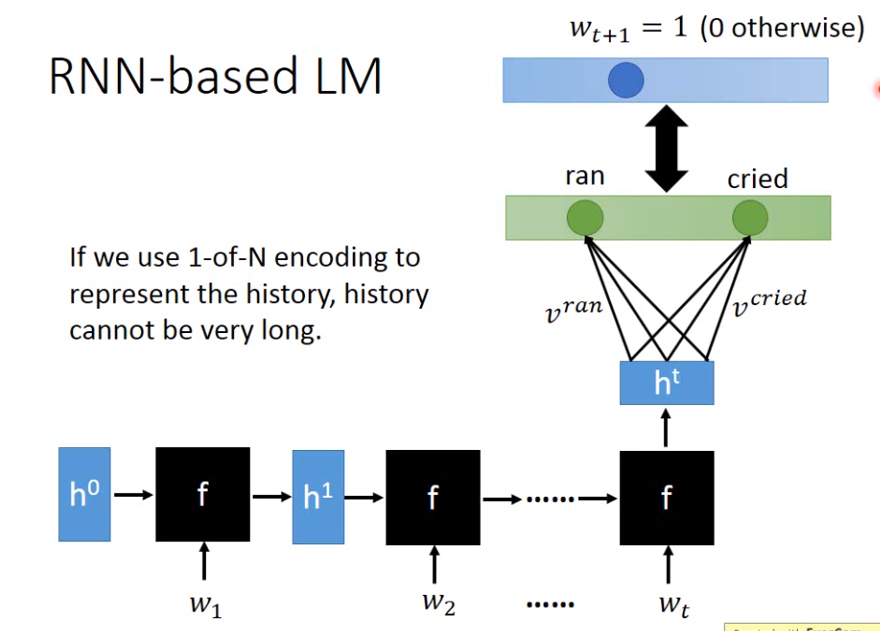 w_{t+1} = 1 (0 otherwise)
RNN-based LM
ran
cried
If we use 1-of-N encoding to
represent the history, history
cannot be very long.
v^{ran}
v^{cried}
h^t
h^0
f
h^1
f
......
f
w_1
w_2
......
w_t